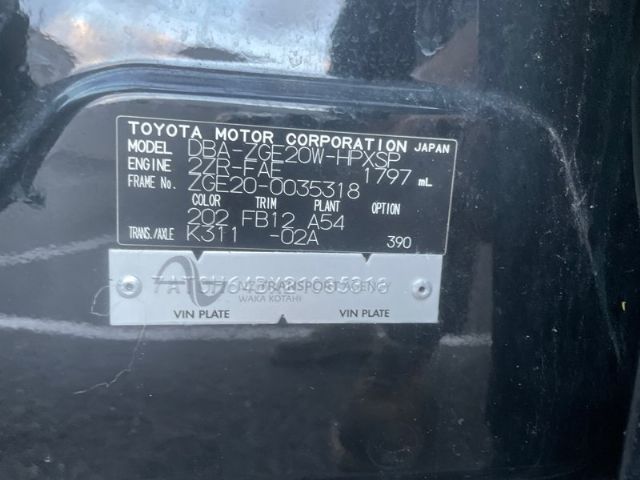 TOYOTA MOTOR CORPORATION JAPAN
MODEL DBA-ZGE20W-HPXSP
ENGINE 2ZR-FAE 1797 mL
FRAME No. ZGE20-0035318
COLOR TRIM PLANT OPTION
202 FB12 A54
TRANS./AXLE K311 -02A 390
NZ TRANSPORT AGENCY
WAKA KOTAHI
VIN PLATE VIN PLATE